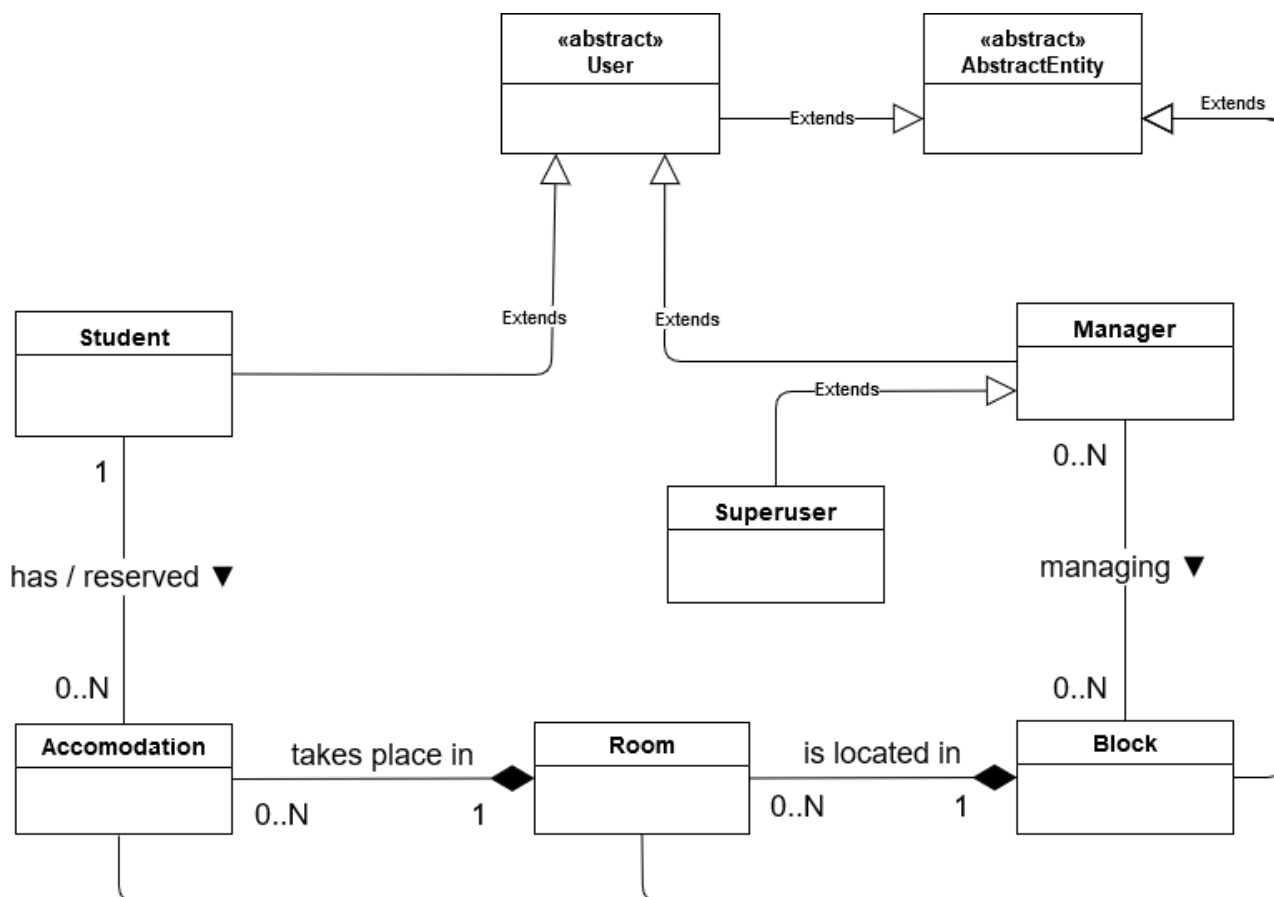 «abstract»
User
«abstract»
AbstractEntity
Extends
Extends
Extends
Extends
Student
Manager
Extends
1
0..N
Superuser
has / reserved ▼
managing ▼
0..N
0..N
Accomodation
takes place in
Room
is located in
Block
0..N
1
0..N
1